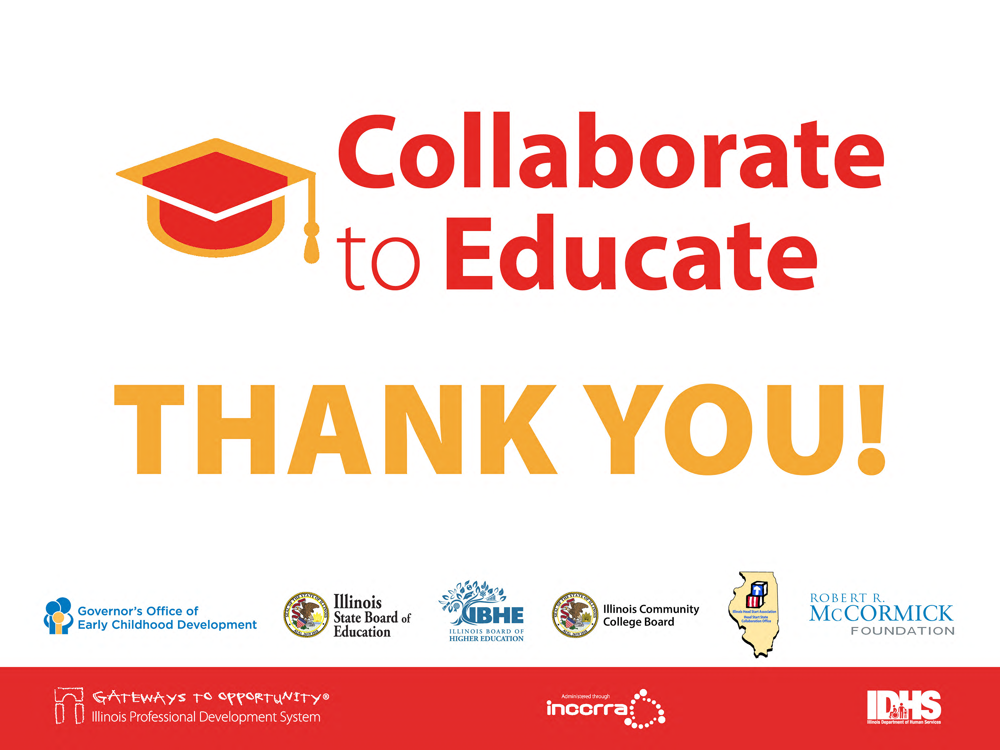 Collaborate
to Educate
THANK YOU!
Governor's Office of
Early Childhood Development
SEAL OF THE STATE OF ILLINOIS
AUG. 26TH 1818
Illinois
State Board of
Education
IBHE
ILLINOIS BOARD OF
HIGHER EDUCATION
SEAL OF THE STATE OF ILLINOIS
AUG. 26TH 1818
Illinois Community
College Board
Illinois Head Start Association
Head Start State
Collaboration Office
ROBERT R.
MCCORMICK
FOUNDATION
GATEWAYS TO OPPORTUNITY®
Illinois Professional Development System
Administered through
inccrra
IDHS
Illinois Department of Human Services